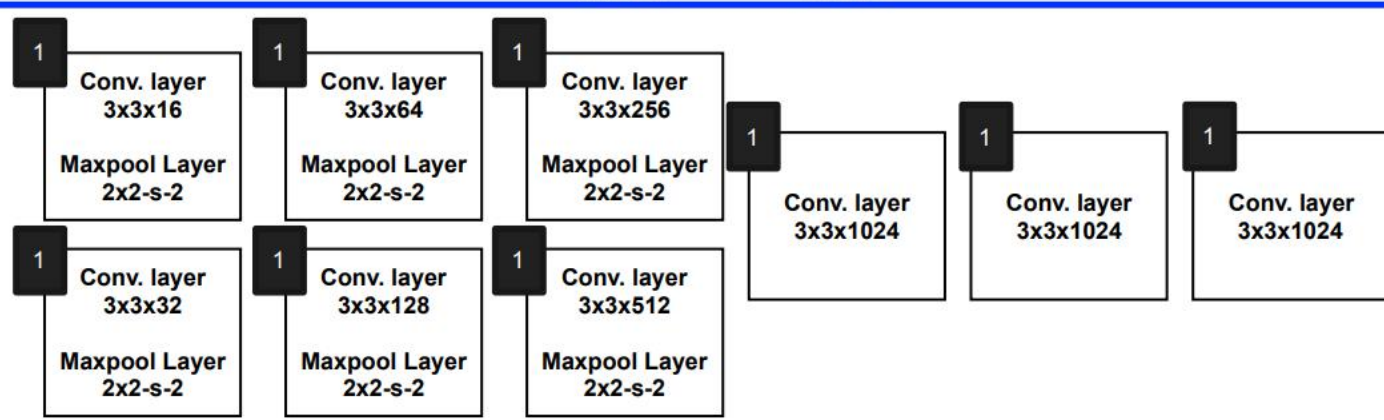 1
Conv. layer
3x3x16
Maxpool Layer
2x2-s-2
1
Conv. layer
3x3x64
Maxpool Layer
2x2-s-2
1
Conv. layer
3x3x256
Maxpool Layer
2x2-s-2
1
Conv. layer
3x3x32
Maxpool Layer
2x2-s-2
1
Conv. layer
3x3x128
Maxpool Layer
2x2-s-2
1
Conv. layer
3x3x512
Maxpool Layer
2x2-s-2
1
Conv. layer
3x3x1024
1
Conv. layer
3x3x1024
1
Conv. layer
3x3x1024